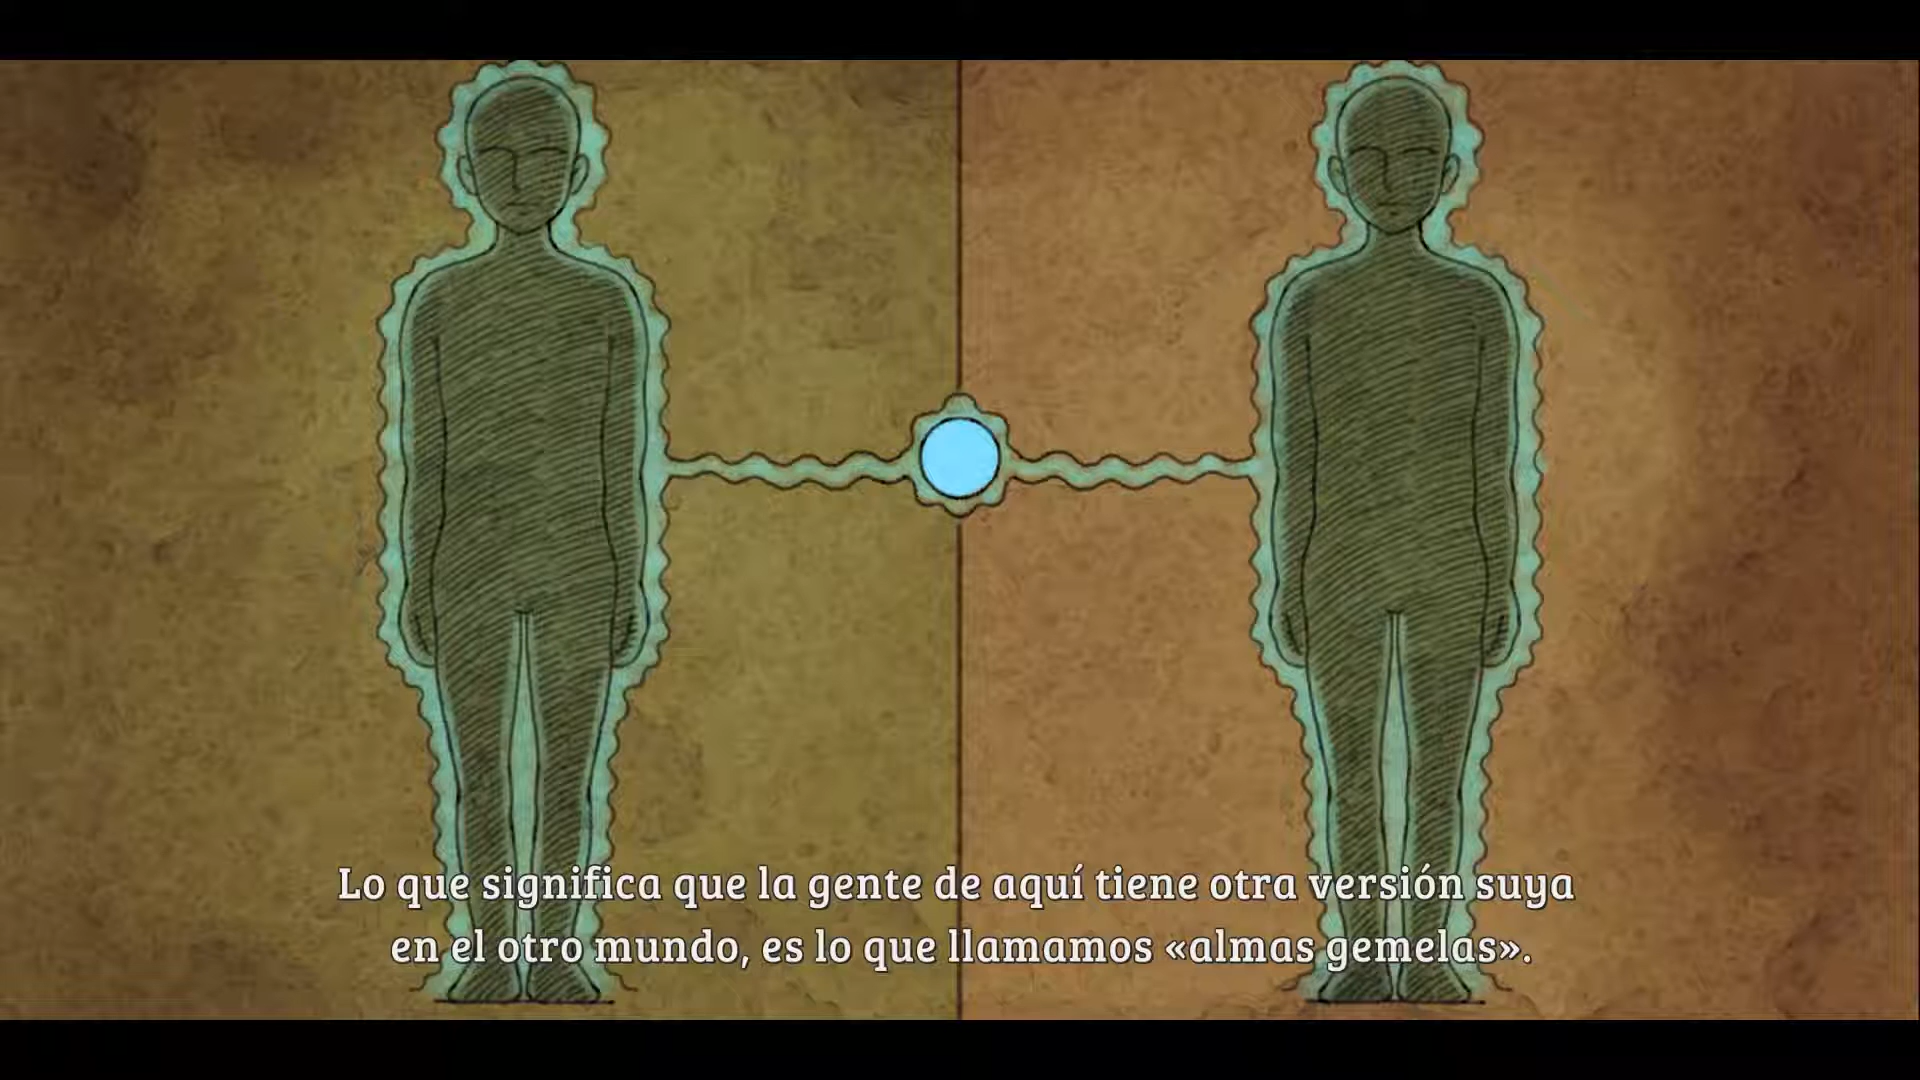 Lo que significa que la gente de aquí tiene otra versión suya
en el otro mundo, es lo que llamamos «almas gemelas».